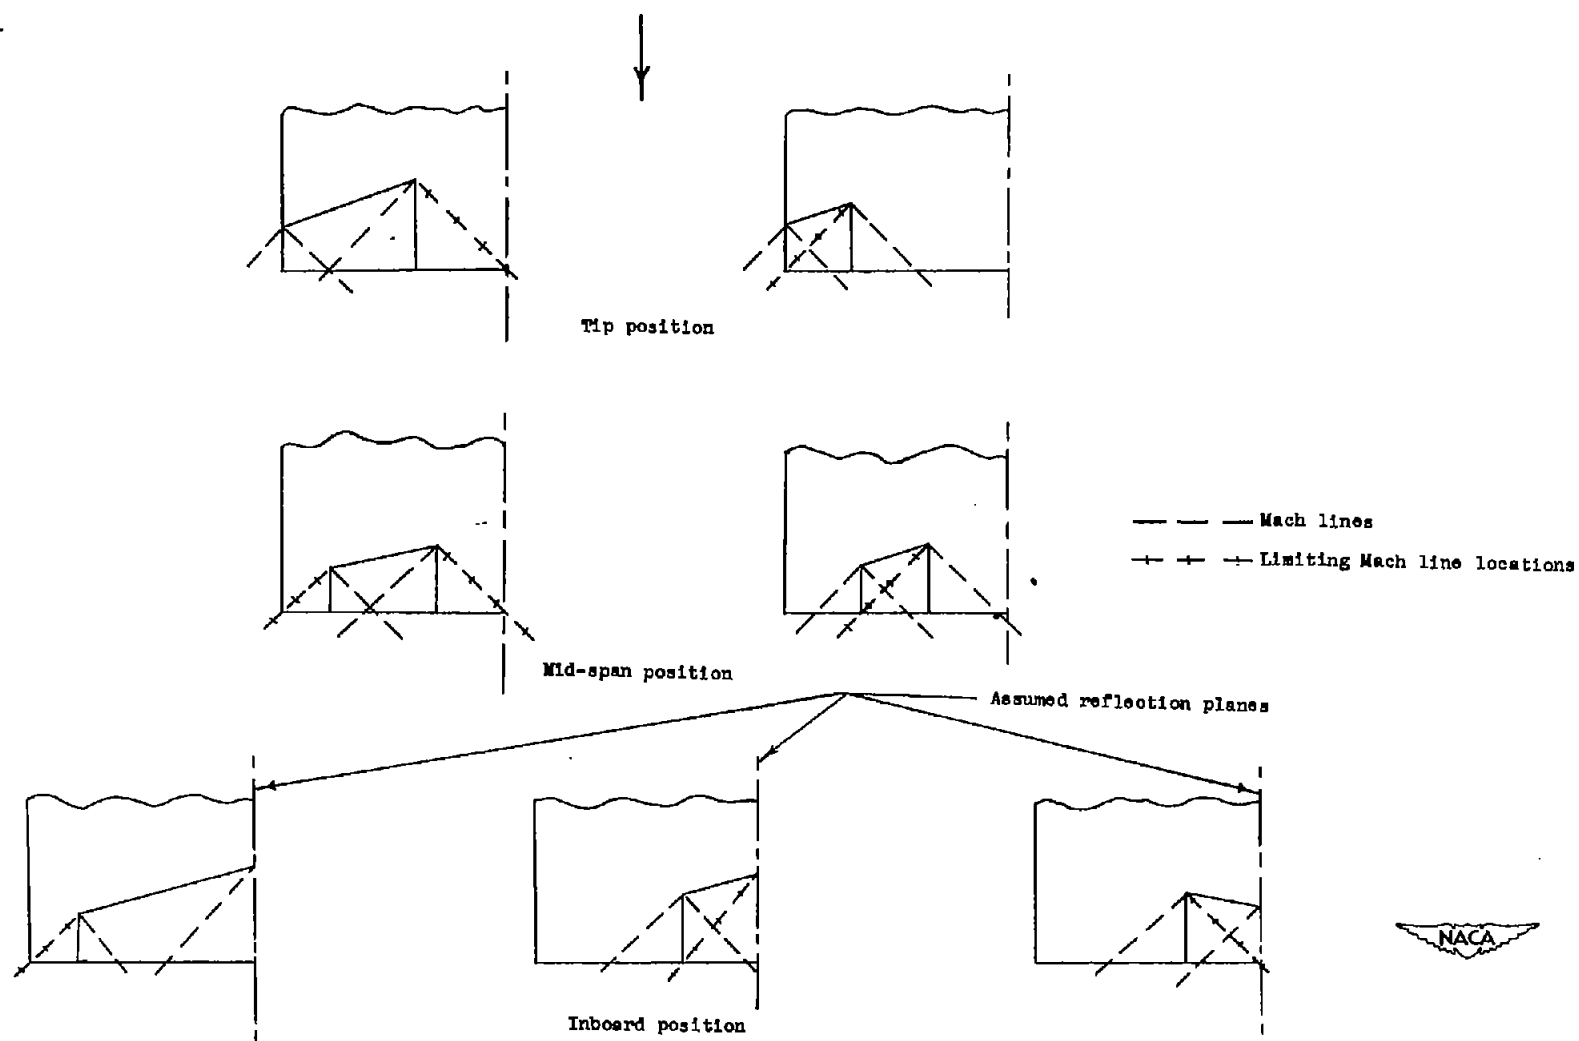 Tip position
Mach lines
Limiting Mach line locations
Mid-span position
Assumed reflection planes
NACA
Inboard position